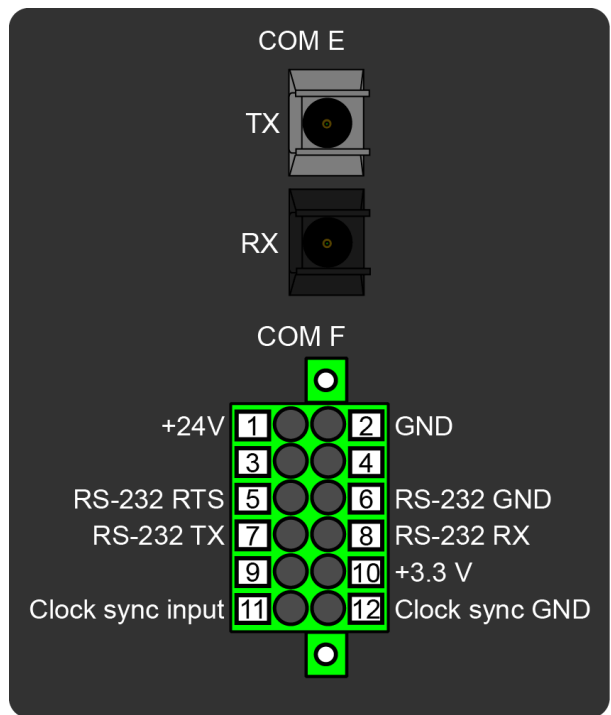 COM E
TX
RX
COM F
+24V 1 2 GND
3 4
RS-232 RTS 5 6 RS-232 GND
RS-232 TX 7 8 RS-232 RX
9 10 +3.3 V
Clock sync input 11 12 Clock sync GND